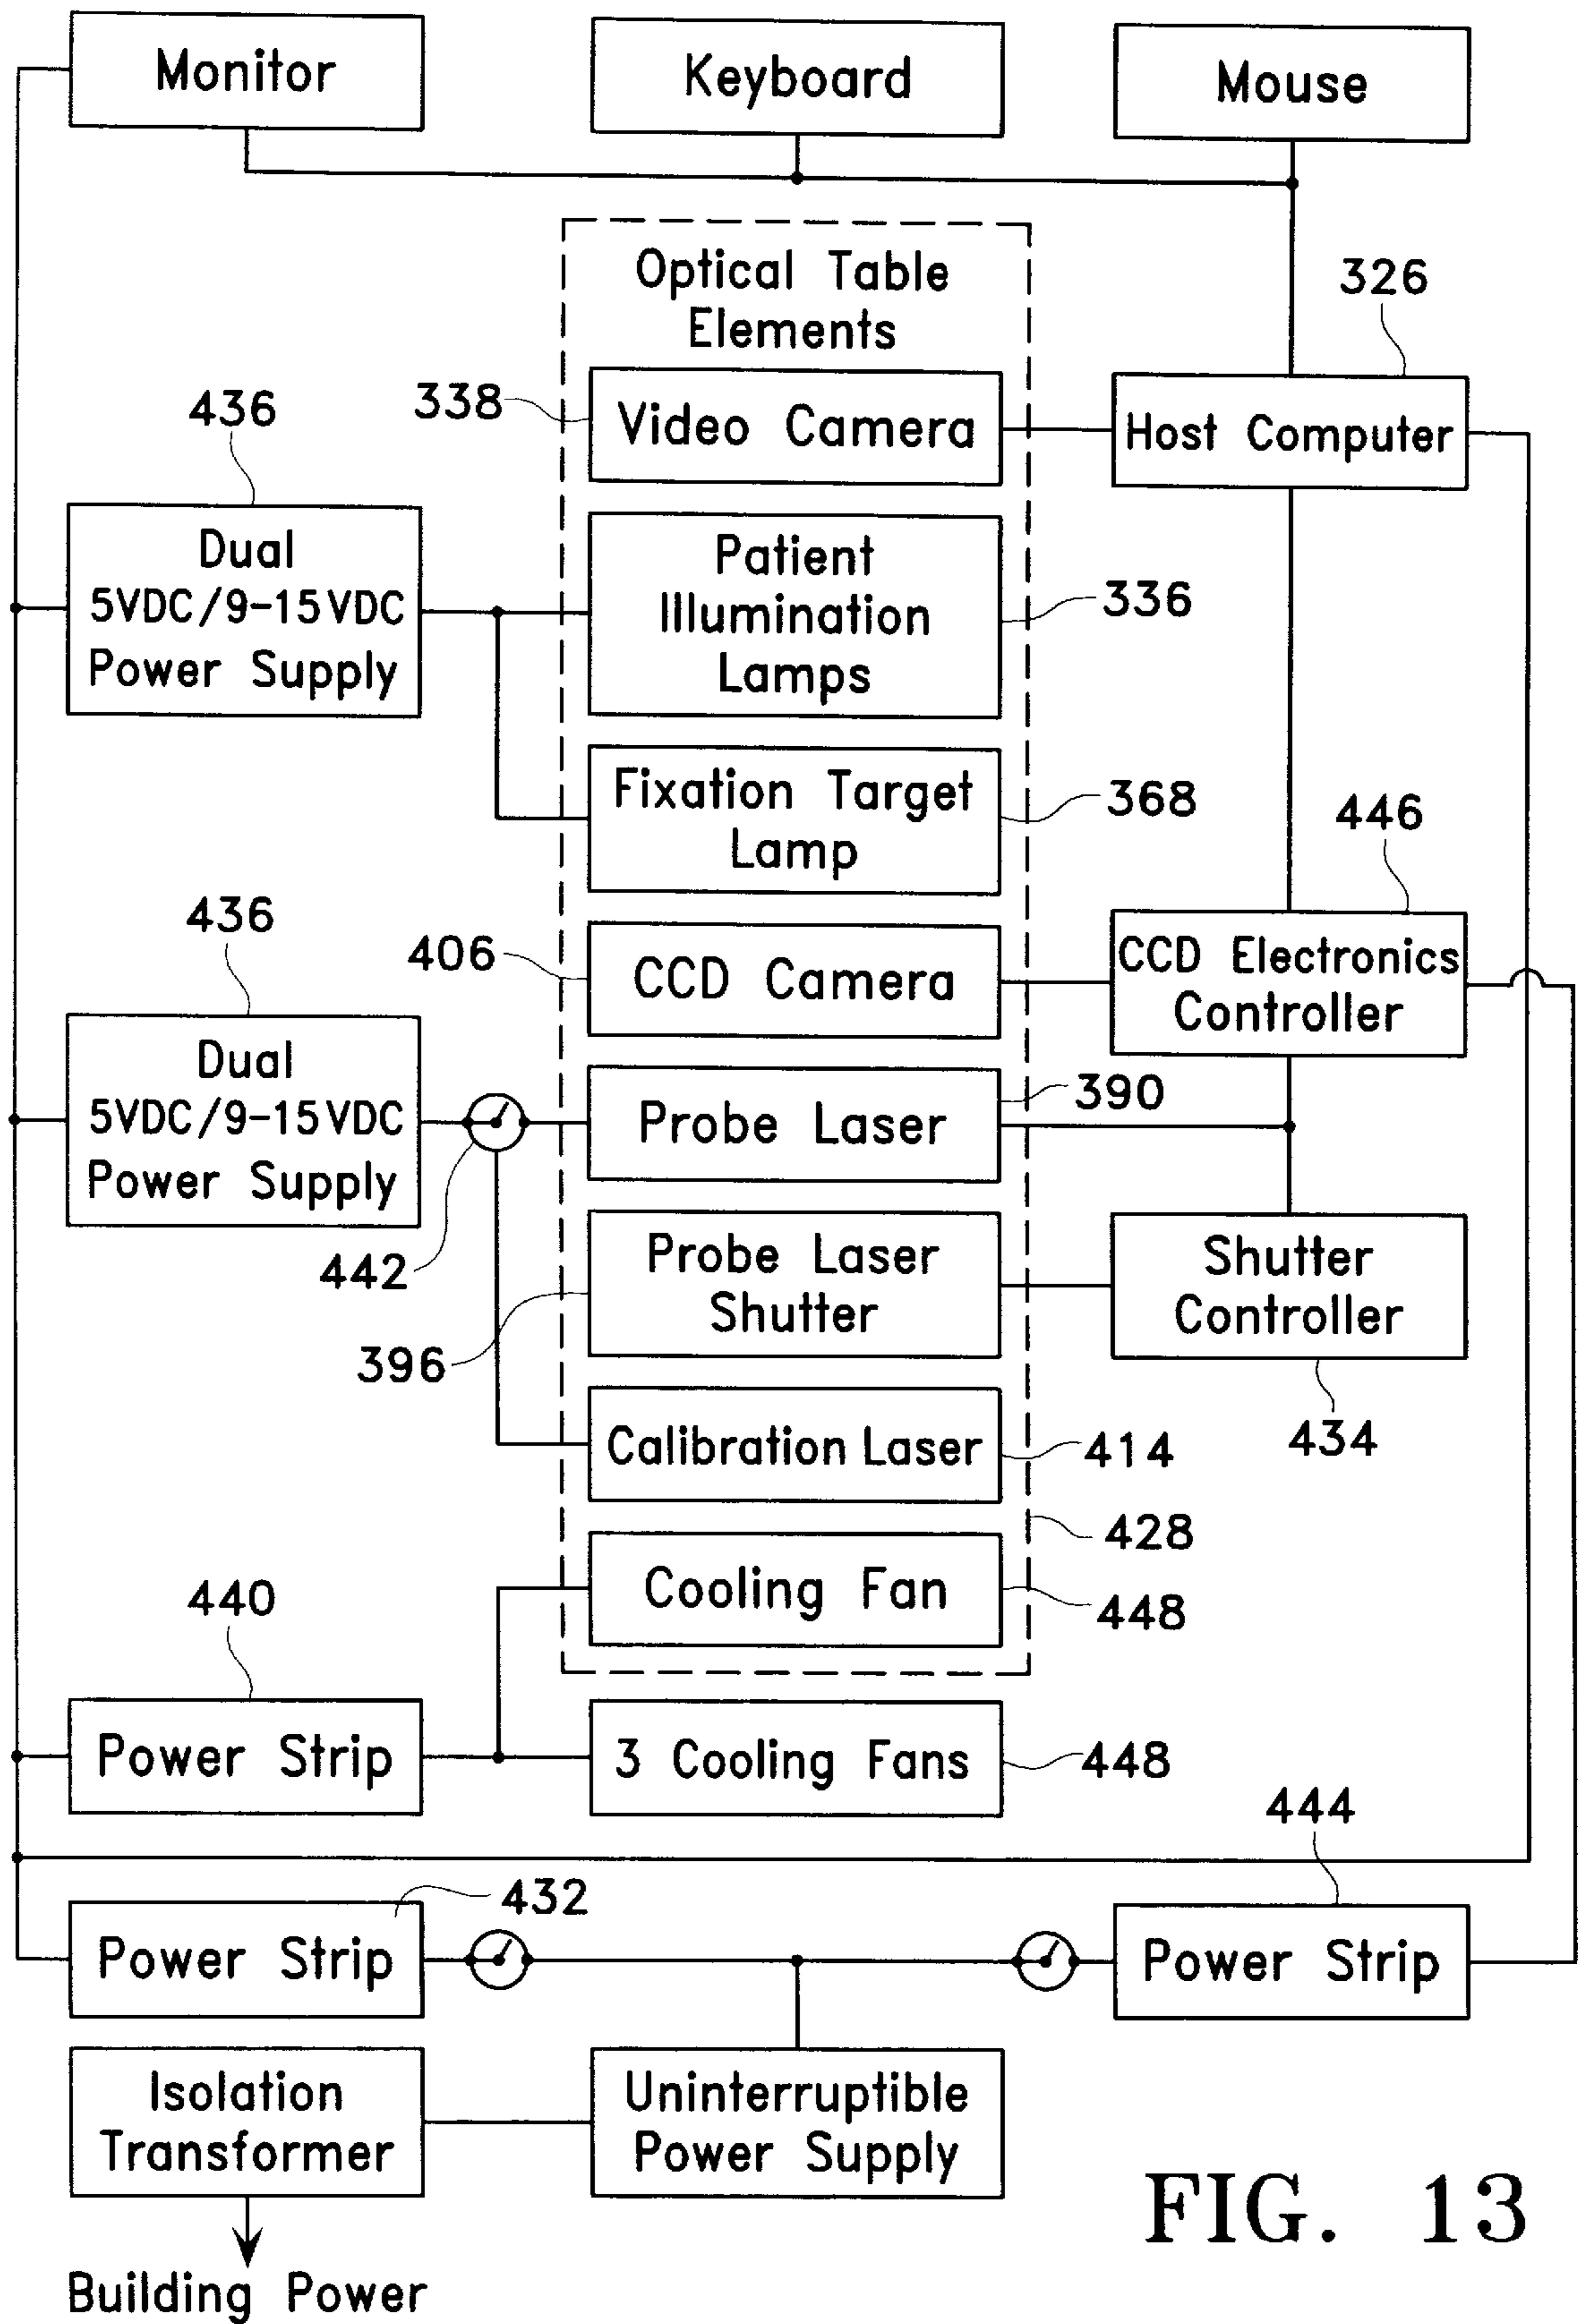 Monitor
Keyboard
Mouse
Optical Table
Elements
326
338
Video Camera
Host Computer
436
Dual
5VDC/9-15VDC
Power Supply
Patient
Illumination
Lamps
336
Fixation Target
Lamp
368
446
436
406
CCD Camera
CCD Electronics
Controller
Dual
5VDC/9-15VDC
Power Supply
442
Probe Laser
390
Probe Laser
Shutter
396
Shutter
Controller
434
Calibration Laser
414
428
Cooling Fan
448
440
Power Strip
3 Cooling Fans
448
444
432
Power Strip
Power Strip
Isolation
Transformer
Uninterruptible
Power Supply
Building Power
FIG. 13